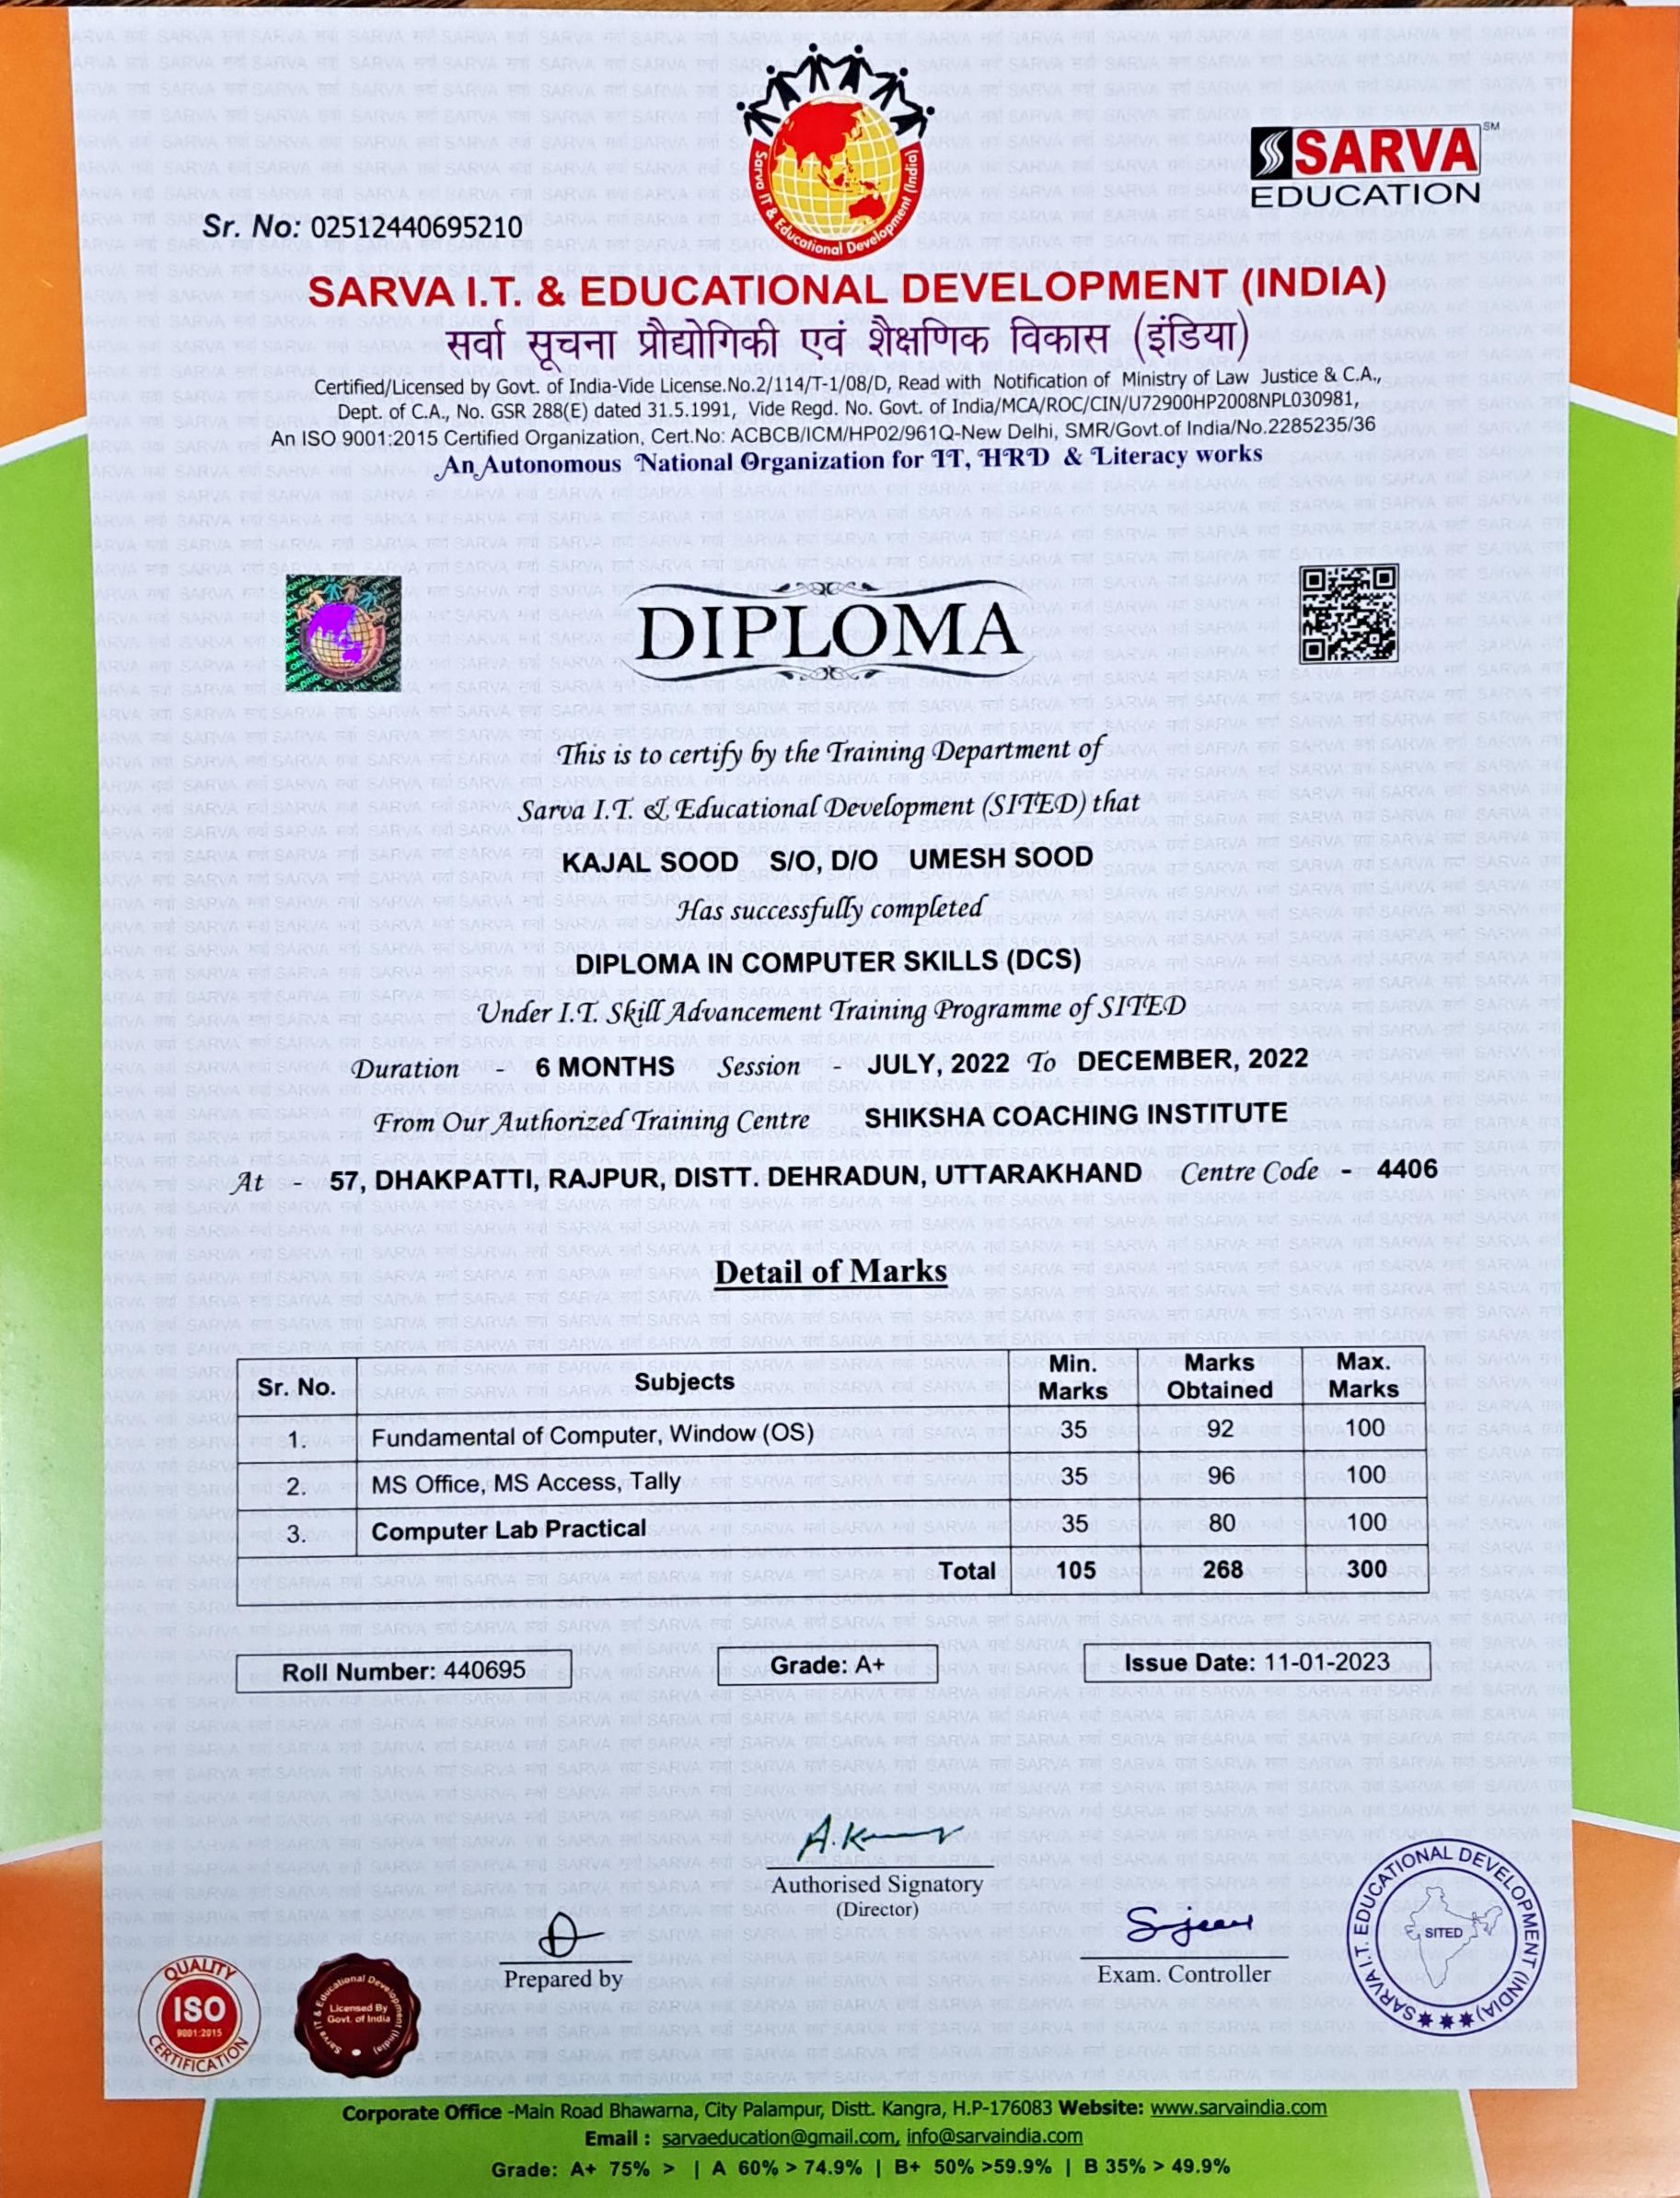 Sarva IT & Educational Development (India)
SARVA SM
EDUCATION
Sr. No: 02512440695210
SARVA I.T. & EDUCATIONAL DEVELOPMENT (INDIA)
सर्वा सूचना प्रौद्योगिकी एवं शैक्षणिक विकास (इंडिया)
Certified/Licensed by Govt. of India-Vide License.No.2/114/T-1/08/D, Read with Notification of Ministry of Law Justice & C.A.,
Dept. of C.A., No. GSR 288(E) dated 31.5.1991, Vide Regd. No. Govt. of India/MCA/ROC/CIN/U72900HP2008NPL030981,
An ISO 9001:2015 Certified Organization, Cert.No: ACBCB/ICM/HP02/961Q-New Delhi, SMR/Govt.of India/No.2285235/36
An Autonomous National Organization for IT, HRD & Literacy works
DIPLOMA
This is to certify by the Training Department of
Sarva I.T. & Educational Development (SITED) that
KAJAL SOOD S/O, D/O UMESH SOOD
Has successfully completed
DIPLOMA IN COMPUTER SKILLS (DCS)
Under I.T. Skill Advancement Training Programme of SITED
Duration - 6 MONTHS Session - JULY, 2022 To DECEMBER, 2022
From Our Authorized Training Centre SHIKSHA COACHING INSTITUTE
At - 57, DHAKPATTI, RAJPUR, DISTT. DEHRADUN, UTTARAKHAND Centre Code - 4406
Detail of Marks
Sr. No. Subjects Min. Marks Marks Obtained Max. Marks
1. Fundamental of Computer, Window (OS) 35 92 100
2. MS Office, MS Access, Tally 35 96 100
3. Computer Lab Practical 35 80 100
Total 105 268 300
Roll Number: 440695 Grade: A+ Issue Date: 11-01-2023
Authorised Signatory
(Director)
Prepared by
Exam. Controller
SARVA I.T. EDUCATIONAL DEVELOPMENT (INDIA)
SITED
QUALITY
ISO
9001:2015
CERTIFICATION
Sarva IT & Educational Development (India)
Licensed By
Govt. of India
Corporate Office -Main Road Bhawarna, City Palampur, Distt. Kangra, H.P-176083 Website: www.sarvaindia.com
Email : sarvaeducation@gmail.com, info@sarvaindia.com
Grade: A+ 75% > | A 60% > 74.9% | B+ 50% >59.9% | B 35% > 49.9%